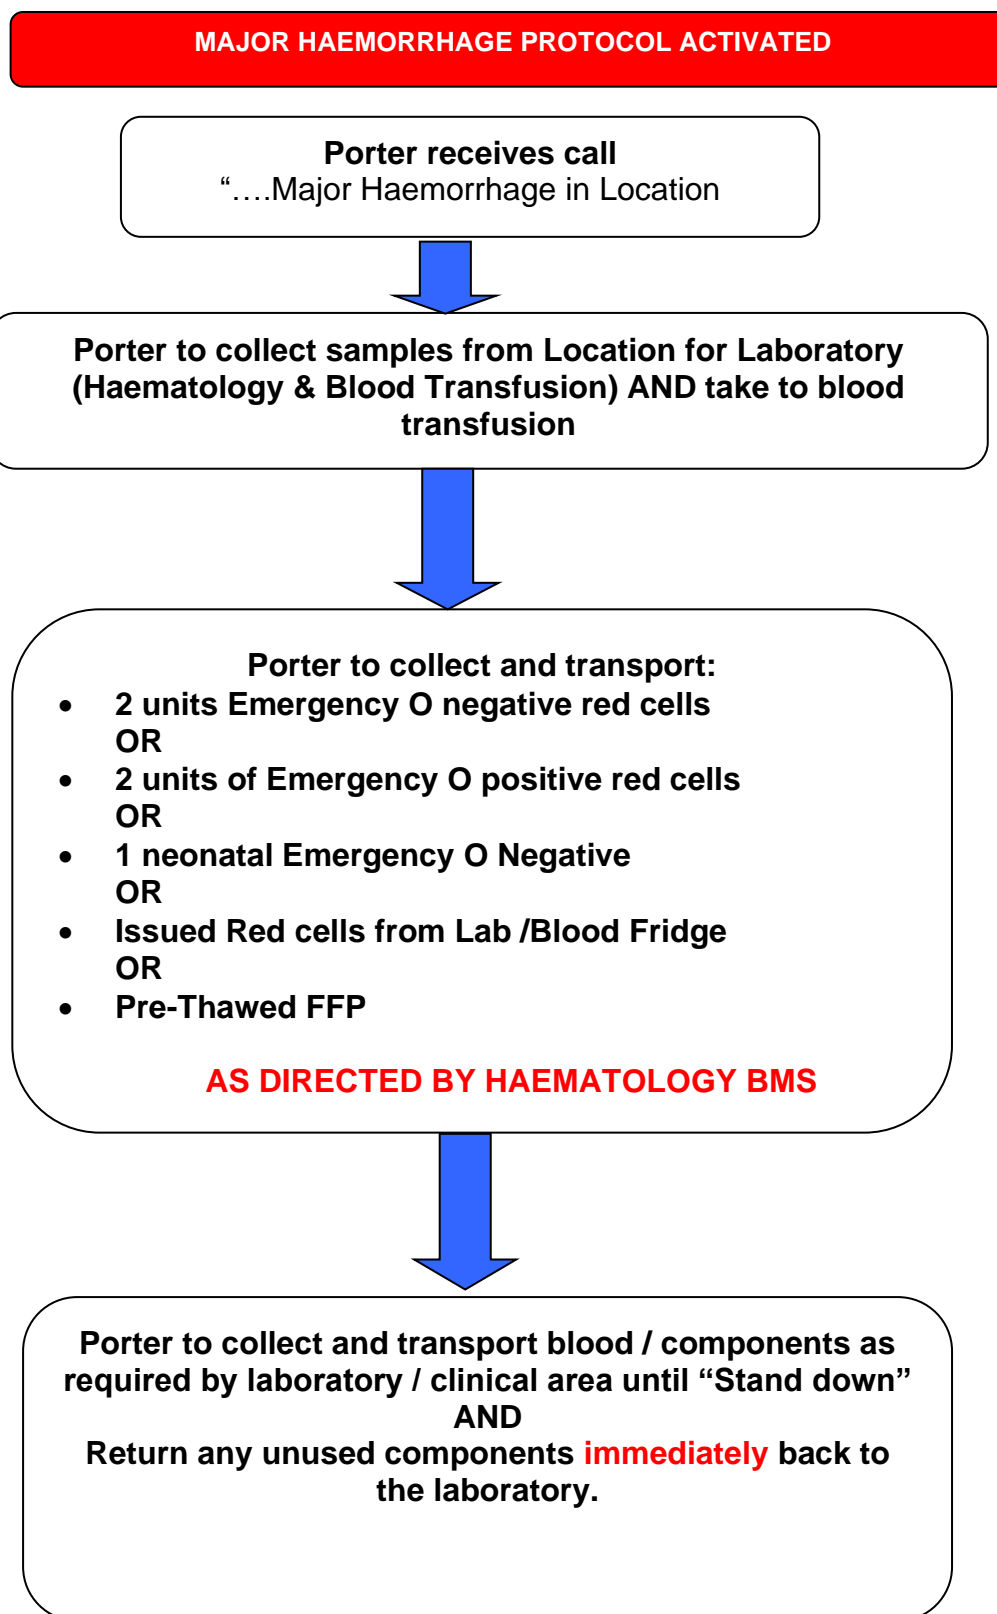 MAJOR HAEMORRHAGE PROTOCOL ACTIVATED
Porter receives call
“….Major Haemorrhage in Location
Porter to collect samples from Location for Laboratory
(Haematology & Blood Transfusion) AND take to blood
transfusion
Porter to collect and transport:
• 2 units Emergency O negative red cells
OR
• 2 units of Emergency O positive red cells
OR
• 1 neonatal Emergency O Negative
OR
• Issued Red cells from Lab /Blood Fridge
OR
• Pre-Thawed FFP
AS DIRECTED BY HAEMATOLOGY BMS
Porter to collect and transport blood / components as
required by laboratory / clinical area until “Stand down”
AND
Return any unused components immediately back to
the laboratory.